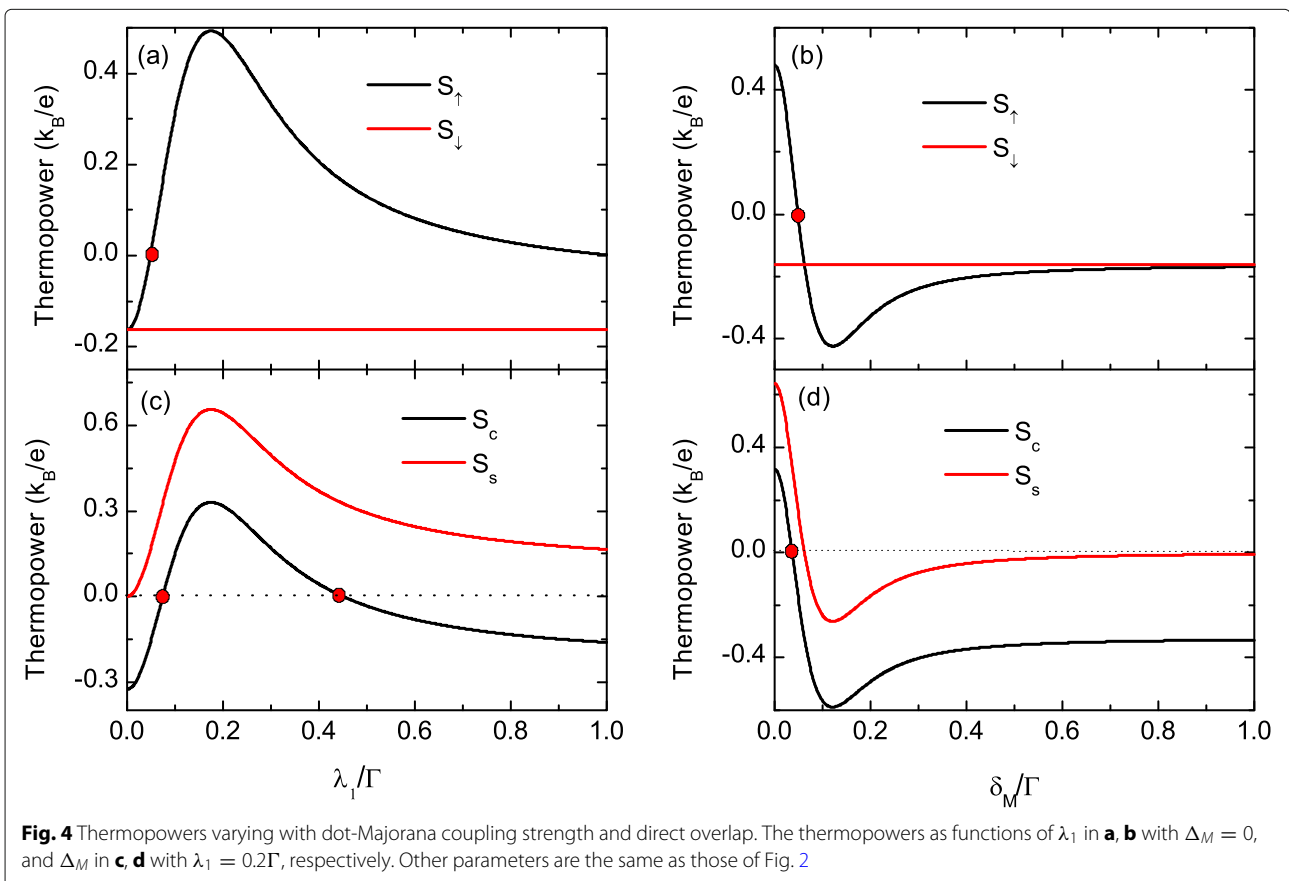 (a)
S↑
S↓
Thermopower (k_B/e)
0.4
0.2
0.0
-0.2
(b)
S↑
S↓
Thermopower (k_B/e)
0.4
0.0
-0.4
(c)
S_c
S_s
Thermopower (k_B/e)
0.6
0.3
0.0
-0.3
0.0 0.2 0.4 0.6 0.8 1.0
λ_1/Γ
(d)
S_c
S_s
Thermopower (k_B/e)
0.4
0.0
-0.4
0.0 0.2 0.4 0.6 0.8 1.0
δ_M/Γ
Fig. 4 Thermopowers varying with dot-Majorana coupling strength and direct overlap. The thermopowers as functions of λ1 in a, b with ΔM = 0,
and ΔM in c, d with λ1 = 0.2Γ, respectively. Other parameters are the same as those of Fig. 2